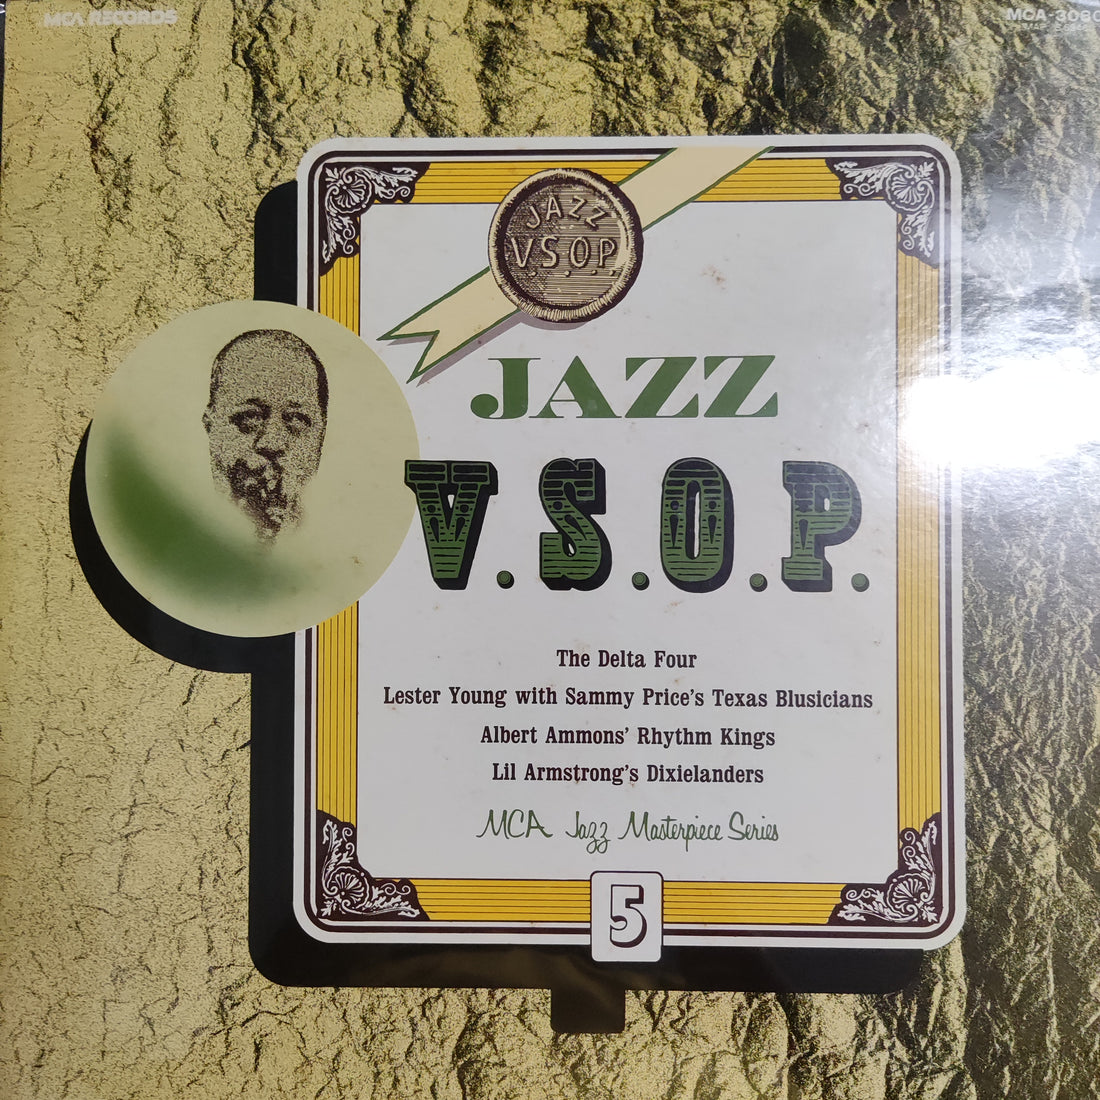 MCA RECORDS
JAZZ
V.S.O.P.
JAZZ
V.S.O.P.
The Delta Four
Lester Young with Sammy Price's Texas Blusicians
Albert Ammons' Rhythm Kings
Lil Armstrong's Dixielanders
MCA Jazz Masterpiece Series
5